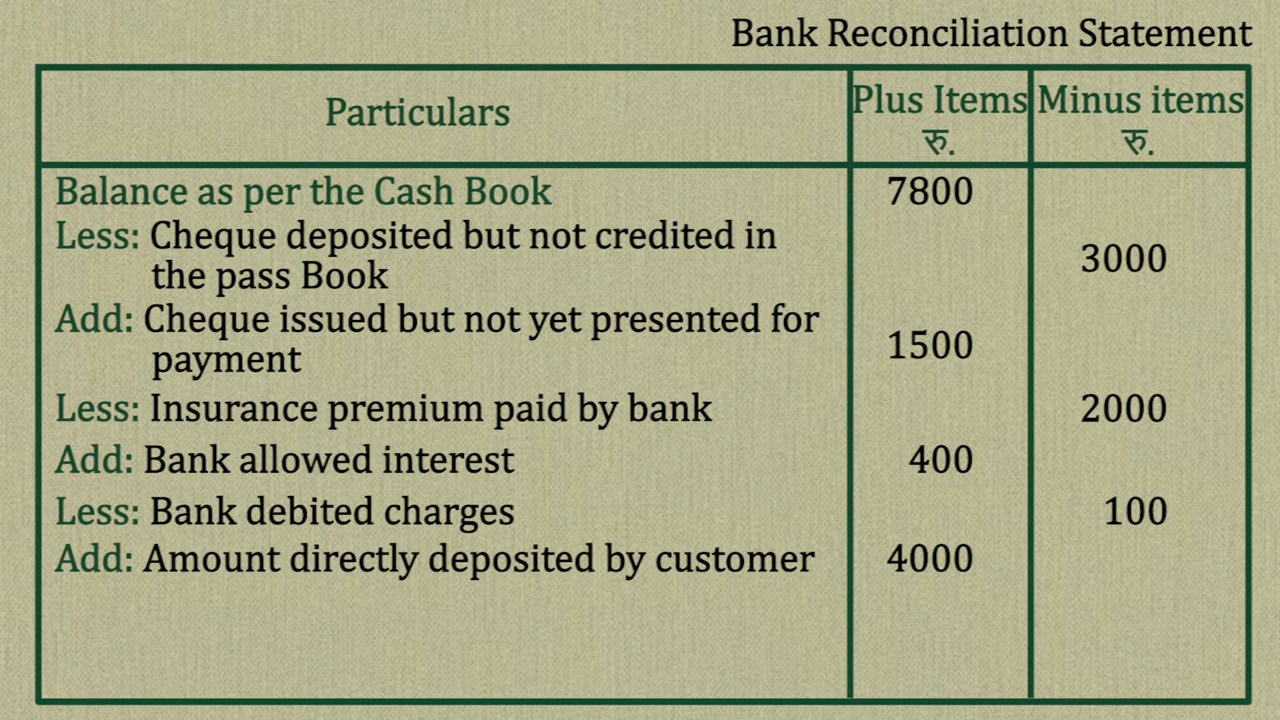 Bank Reconciliation Statement
Particulars
Plus Items
रु.
Minus items
रु.
Balance as per the Cash Book 7800
Less: Cheque deposited but not credited in
the pass Book 3000
Add: Cheque issued but not yet presented for
payment 1500
Less: Insurance premium paid by bank 2000
Add: Bank allowed interest 400
Less: Bank debited charges 100
Add: Amount directly deposited by customer 4000